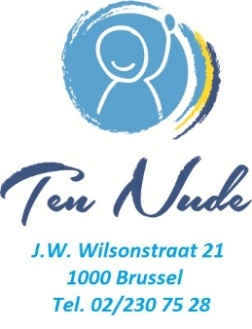 Ten Nude
J.W. Wilsonstraat 21
1000 Brussel
Tel. 02/230 75 28